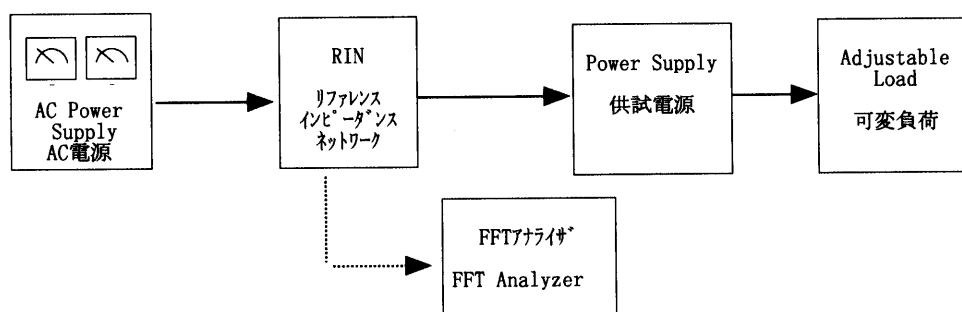 AC Power
Supply
AC電源
RIN
リファレンス
インピーダンス
ネットワーク
Power Supply
供試電源
Adjustable
Load
可変負荷
FFTアナライザ
FFT Analyzer